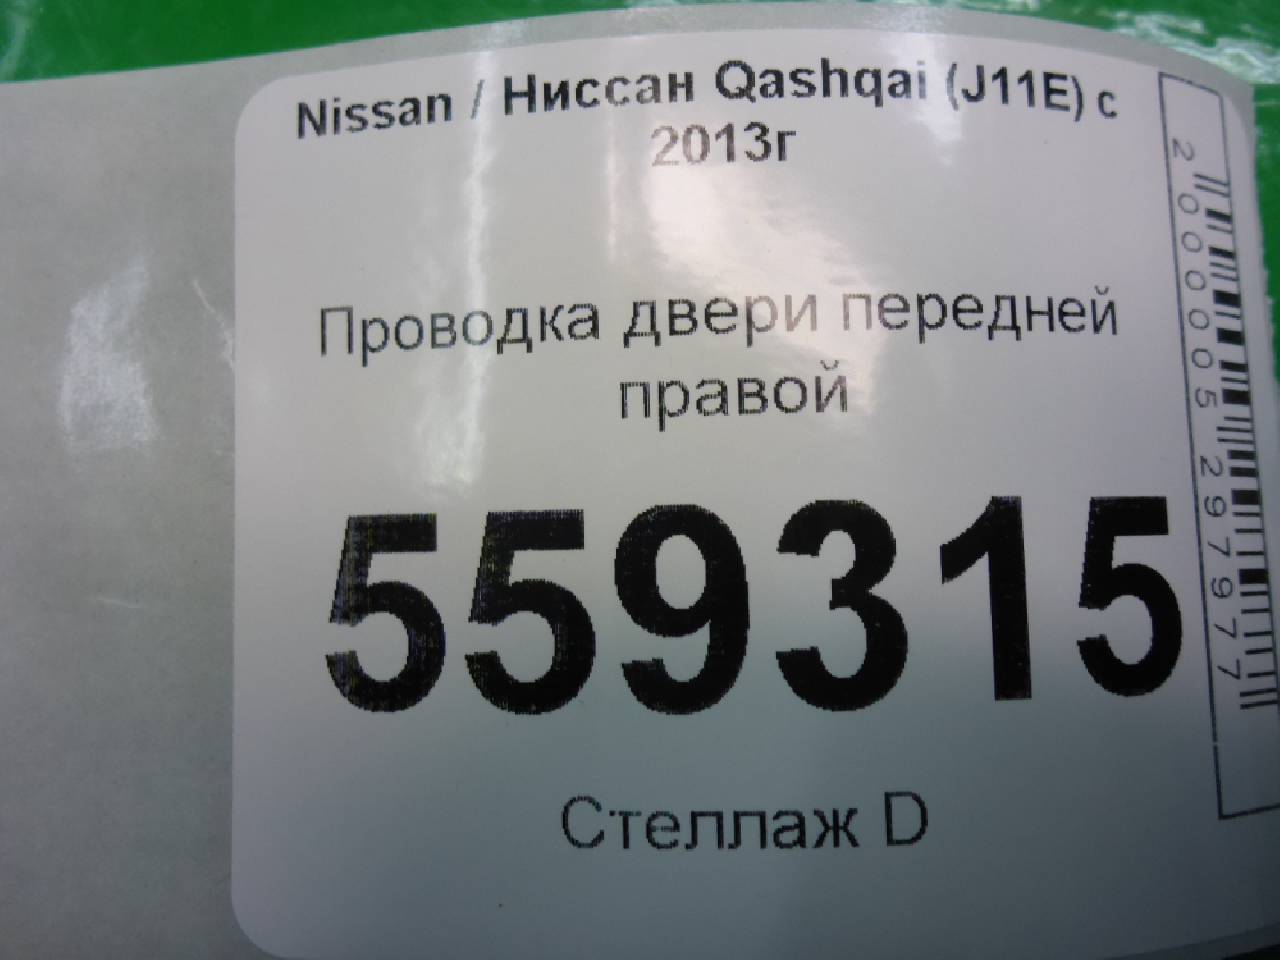 Nissan / Ниссан Qashqai (J11E) с
2013г
Проводка двери передней
правой
559315
Стеллаж D
2000005297977